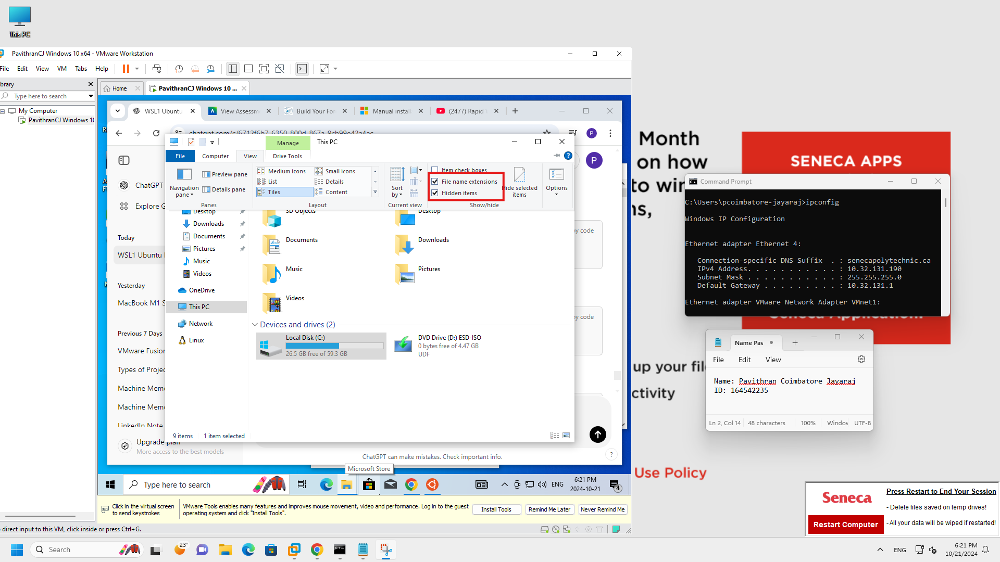 This PC
PavithranCJ Windows 10 x64 - VMware Workstation
File Edit View VM Tabs Help
brary
Type here to search
My Computer
PavithranCJ Windows 10
Home
PavithranCJ Windows 10 ...
WSL1 Ubuntu
View Assessm
Build Your For
Manual install
(2477) Rapid
chatgpt.com/c/6712f6b7-6350-800d-867a-9cb99e42a4ac
P
ChatGPT
Explore G
Today
WSL1 Ubuntu
Yesterday
MacBook M1 S
Previous 7 Days
VMware Fusion
Types of Projec
Machine Memo
Machine Memo
LinkedIn Note
Upgrade plan
More access to the best models
P
py code
py code
ChatGPT can make mistakes. Check important info.
?
Manage
This PC
File
Computer
View
Drive Tools
Navigation pane
Preview pane
Details pane
Panes
Medium icons
Small icons
List
Details
Tiles
Content
Layout
Sort by
Current view
Item check boxes
File name extensions
Hidden items
Hide selected items
Show/hide
Options
Desktop
Downloads
Documents
Pictures
Music
Videos
OneDrive
This PC
Network
Linux
3D Objects
Desktop
Documents
Downloads
Music
Pictures
Videos
Devices and drives (2)
Local Disk (C:)
26.5 GB free of 59.3 GB
DVD Drive (D:) ESD-ISO
0 bytes free of 4.47 GB
UDF
9 items
1 item selected
Microsoft Store
Type here to search
ENG
6:21 PM
2024-10-21
4
Click in the virtual screen
to send keystrokes
VMware Tools enables many features and improves mouse movement, video and performance. Log in to the guest
operating system and click "Install Tools".
Install Tools
Remind Me Later
Never Remind Me
direct input to this VM, click inside or press Ctrl+G.
Month
on how
to win
ns,
SENECA APPS
Seneca Application.
up your file
ctivity
Use Policy
Command Prompt
C:\Users\pcoimbatore-jayaraj>ipconfig
Windows IP Configuration
Ethernet adapter Ethernet 4:
Connection-specific DNS Suffix . : senecapolytechnic.ca
IPv4 Address. . . . . . . . . . . : 10.32.131.190
Subnet Mask . . . . . . . . . . . : 255.255.255.0
Default Gateway . . . . . . . . . : 10.32.131.1
Ethernet adapter VMware Network Adapter VMnet1:
Name Pav
File Edit View
Name: Pavithran Coimbatore Jayaraj
ID: 164542235
Ln 2, Col 14
48 characters
100%
Window
UTF-8
Seneca
Restart Computer
Press Restart to End Your Session
- Delete files saved on temp drives!
- All your data will be wiped if restarted!
Search
23°
ENG
6:21 PM
10/21/2024